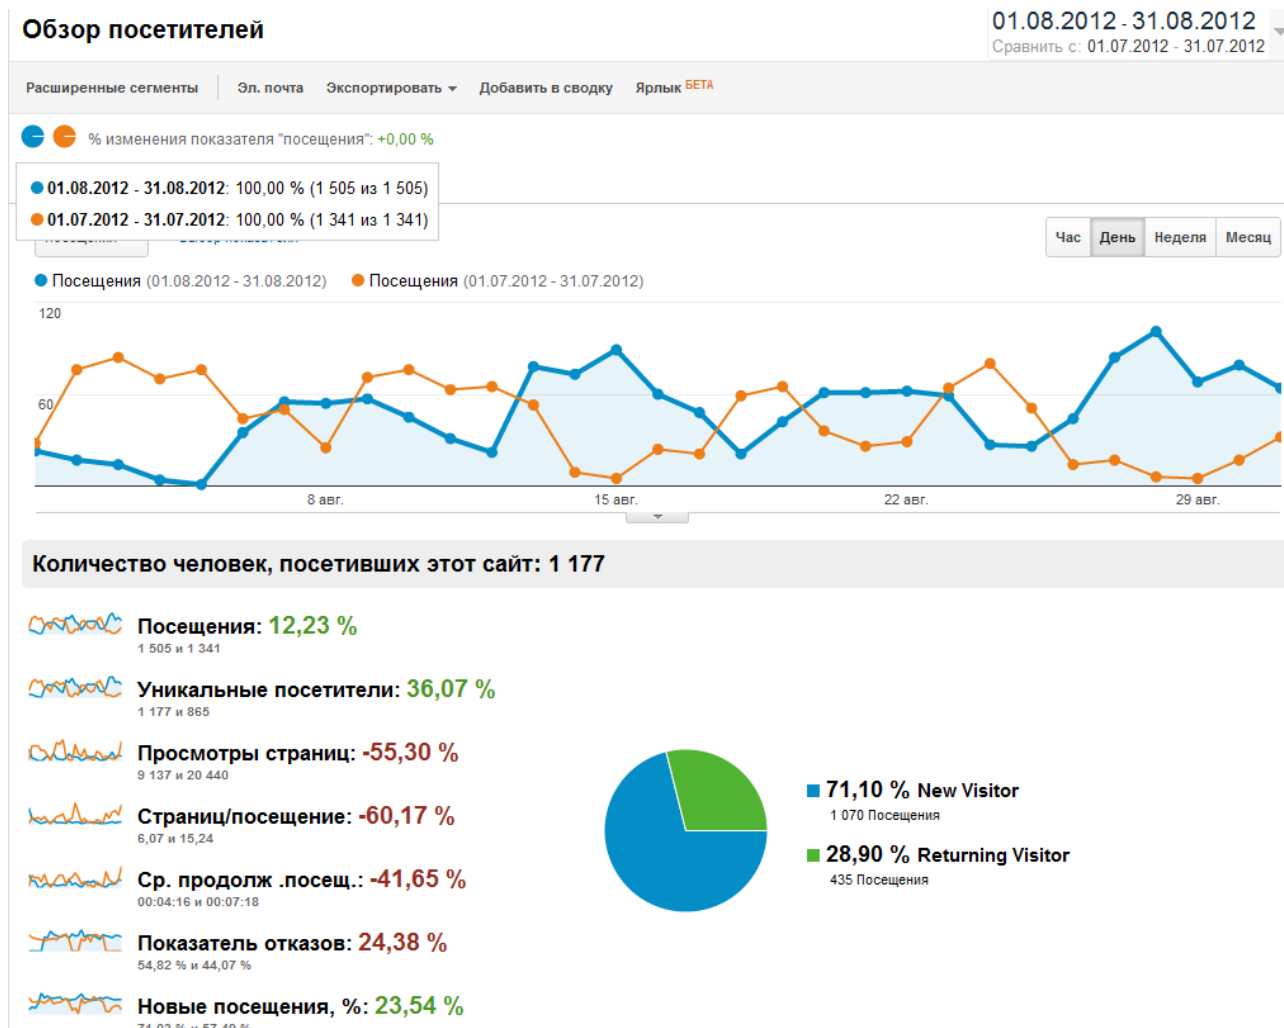 Обзор посетителей
01.08.2012 - 31.08.2012
Сравнить с: 01.07.2012 - 31.07.2012
Расширенные сегменты Эл. почта Экспортировать Добавить в сводку Ярлык БЕТА
% изменения показателя "посещения": +0,00 %
01.08.2012 - 31.08.2012: 100,00 % (1 505 из 1 505)
01.07.2012 - 31.07.2012: 100,00 % (1 341 из 1 341)
Час День Неделя Месяц
Посещения (01.08.2012 - 31.08.2012) Посещения (01.07.2012 - 31.07.2012)
120
60
8 авг. 15 авг. 22 авг. 29 авг.
Количество человек, посетивших этот сайт: 1 177
Посещения: 12,23 %
1 505 и 1 341
Уникальные посетители: 36,07 %
1 177 и 865
Просмотры страниц: -55,30 %
9 137 и 20 440
Страниц/посещение: -60,17 %
6,07 и 15,24
Ср. продолж .посещ.: -41,65 %
00:04:16 и 00:07:18
Показатель отказов: 24,38 %
54,82 % и 44,07 %
Новые посещения, %: 23,54 %
71,10 % New Visitor
1 070 Посещения
28,90 % Returning Visitor
435 Посещения